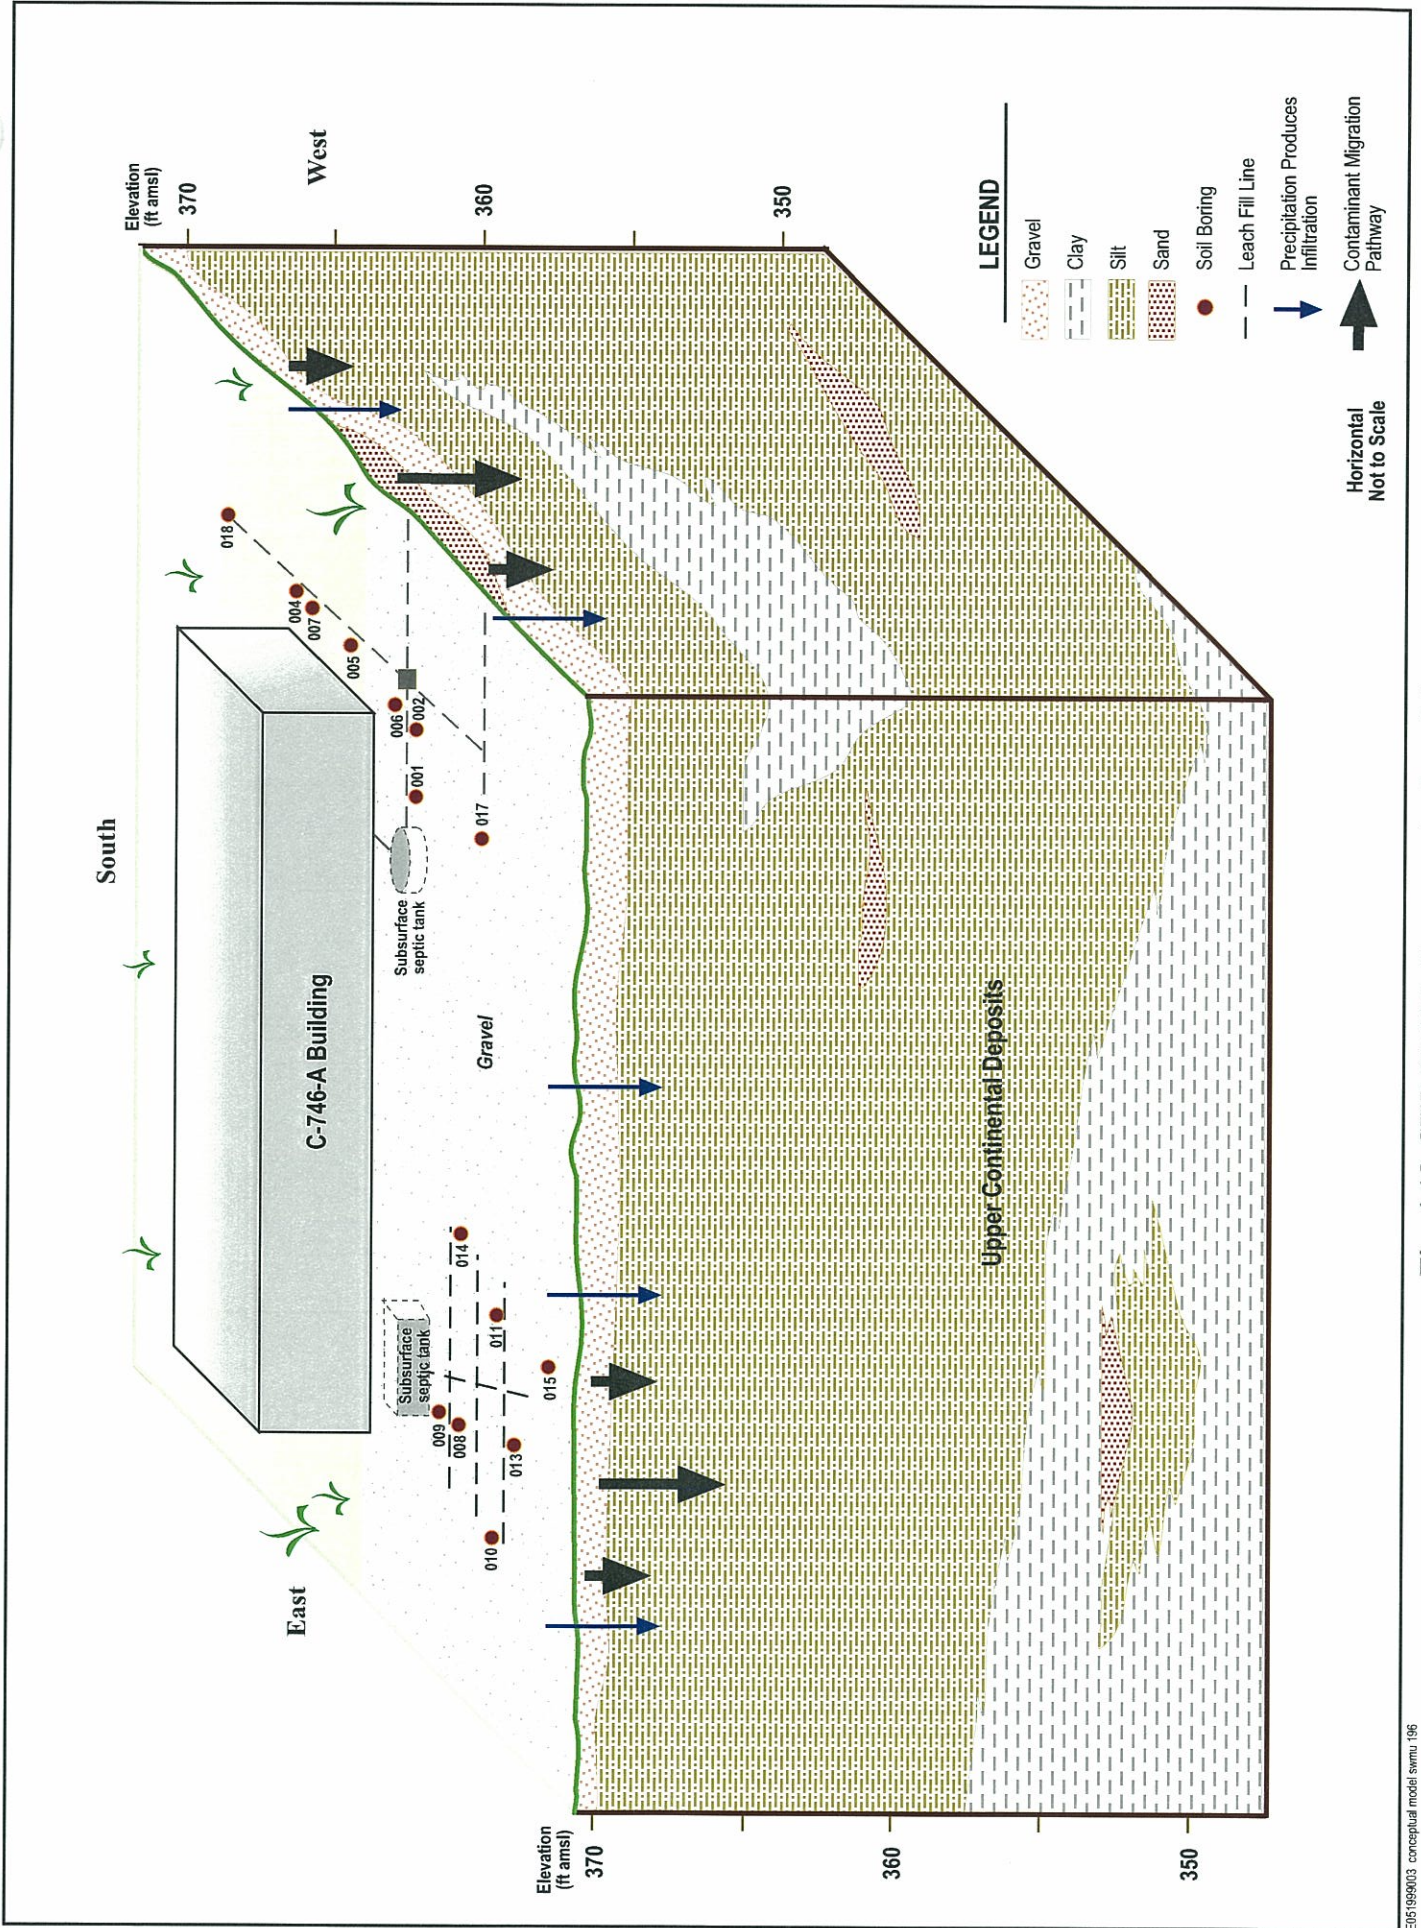 South
East
West
Elevation
(ft amsl)
370
360
350
C-746-A Building
Subsurface
septic tank
Subsurface
septic tank
Gravel
018
004
007
005
006
002
001
017
014
011
015
009
008
013
010
Elevation
(ft amsl)
370
360
350
Upper Continental Deposits
LEGEND
Gravel
Clay
Silt
Sand
Soil Boring
Leach Fill Line
Precipitation Produces
Infiltration
Contaminant Migration
Pathway
Horizontal
Not to Scale
E051999003 conceptual model swmu 196